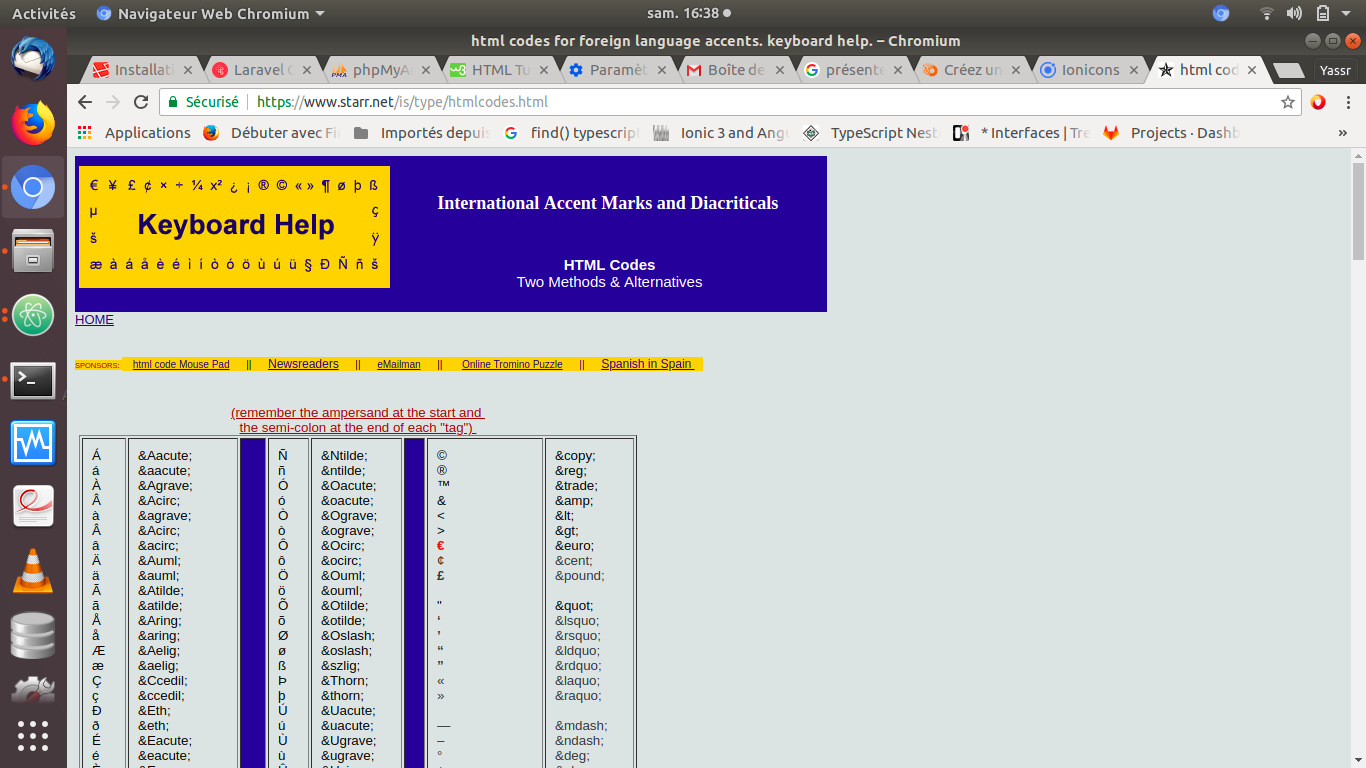 Activités Navigateur Web Chromium sam. 16:38
html codes for foreign language accents. keyboard help. – Chromium
Installati Laravel phpMyA HTML Tu Paramèt Boîte de présente Créez un Ionicons html cod Yassr
Sécurisé https://www.starr.net/is/type/htmlcodes.html
Applications Débuter avec Fi Importés depuis find() typescript Ionic 3 and Angu TypeScript Nest * Interfaces | Tre Projects · Dashb »
€ ¥ £ ¢ × ÷ ¼ x² ¿ ¡ ® © « » ¶ ø þ ß
µ ç
Keyboard Help
š ÿ
æ à á å è é ì í ò ó ö ù ú ü § Ð Ñ ñ š
International Accent Marks and Diacriticals
HTML Codes
Two Methods & Alternatives
HOME
SPONSORS: html code Mouse Pad || Newsreaders || eMailman || Online Tromino Puzzle || Spanish in Spain
(remember the ampersand at the start and
the semi-colon at the end of each "tag")
Á &Aacute; Ñ &Ntilde; © &copy;
á &aacute; ñ &ntilde; ® &reg;
À &Agrave; Ó &Oacute; ™ &trade;
Â &Acirc; ó &oacute; & &amp;
à &agrave; Ò &Ograve; < &lt;
Â &Acirc; ò &ograve; > &gt;
â &acirc; Ô &Ocirc; € &euro;
Ä &Auml; ô &ocirc; ¢ &cent;
ä &auml; Ö &Ouml; £ &pound;
Ã &Atilde; ö &ouml;
ã &atilde; Õ &Otilde; " &quot;
Å &Aring; õ &otilde; ‘ &lsquo;
å &aring; Ø &Oslash; ’ &rsquo;
Æ &Aelig; ø &oslash; “ &ldquo;
æ &aelig; ß &szlig; ” &rdquo;
Ç &Ccedil; Þ &Thorn; « &laquo;
ç &ccedil; þ &thorn; » &raquo;
Ð &Eth; Ú &Uacute;
ð &eth; ú &uacute; — &mdash;
É &Eacute; Ù &Ugrave; – &ndash;
é &eacute; ù &ugrave; ° &deg;